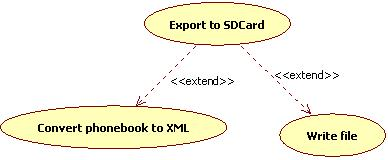 Export to SDCard
<<extend>>
<<extend>>
Convert phonebook to XML
Write file